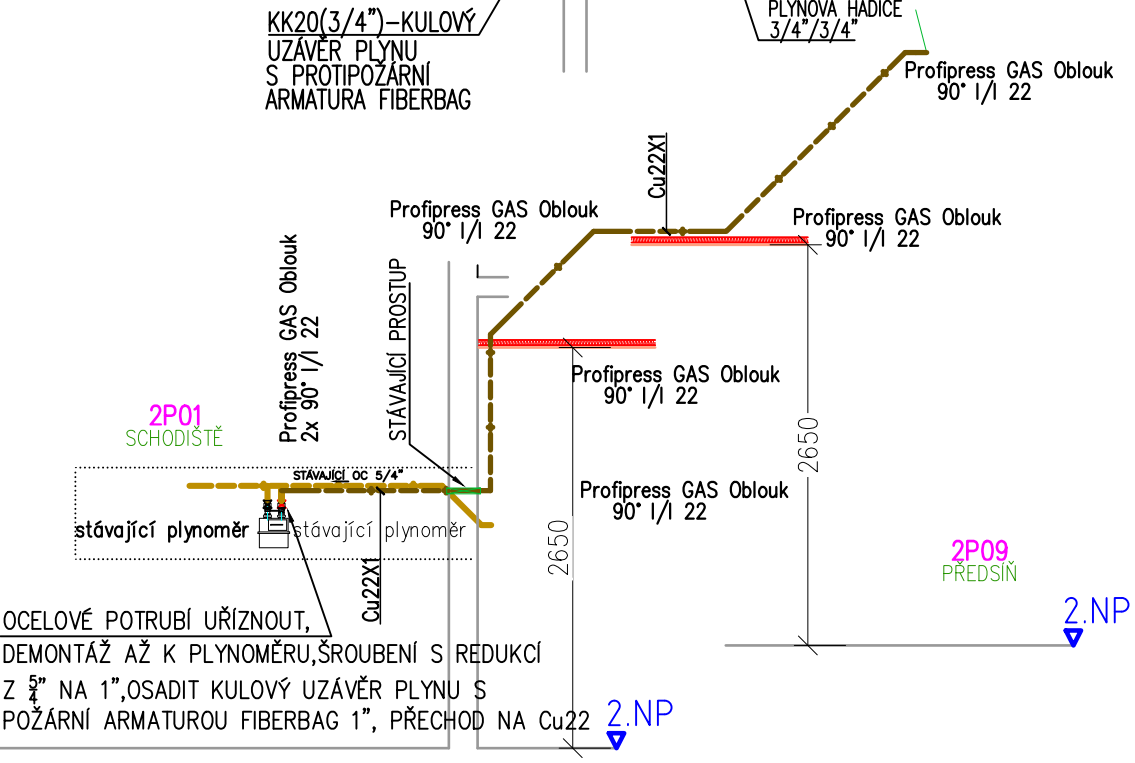 KK20(3/4")-KULOVÝ
UZÁVĚR PLYNU
S PROTIPOŽÁRNÍ
ARMATURA FIBERBAG
PLYNOVÁ HADICE
3/4"/3/4"
Profipress GAS Oblouk
90° I/I 22
Cu22X1
Profipress GAS Oblouk
90° I/I 22
Profipress GAS Oblouk
90° I/I 22
Profipress GAS Oblouk
2x 90° I/I 22
STÁVAJÍCÍ PROSTUP
Profipress GAS Oblouk
90° I/I 22
2P01
SCHODIŠTĚ
2650
STÁVAJÍCÍ OC 5/4"
Profipress GAS Oblouk
90° I/I 22
stávající plynoměr
stávající plynoměr
2650
2P09
PŘEDSÍŇ
Cu22X1
2.NP
OCELOVÉ POTRUBÍ UŘÍZNOUT,
DEMONTÁŽ AŽ K PLYNOMĚRU,ŠROUBENÍ S REDUKCÍ
Z 5/4" NA 1",OSADIT KULOVÝ UZÁVĚR PLYNU S
POŽÁRNÍ ARMATUROU FIBERBAG 1", PŘECHOD NA Cu22
2.NP